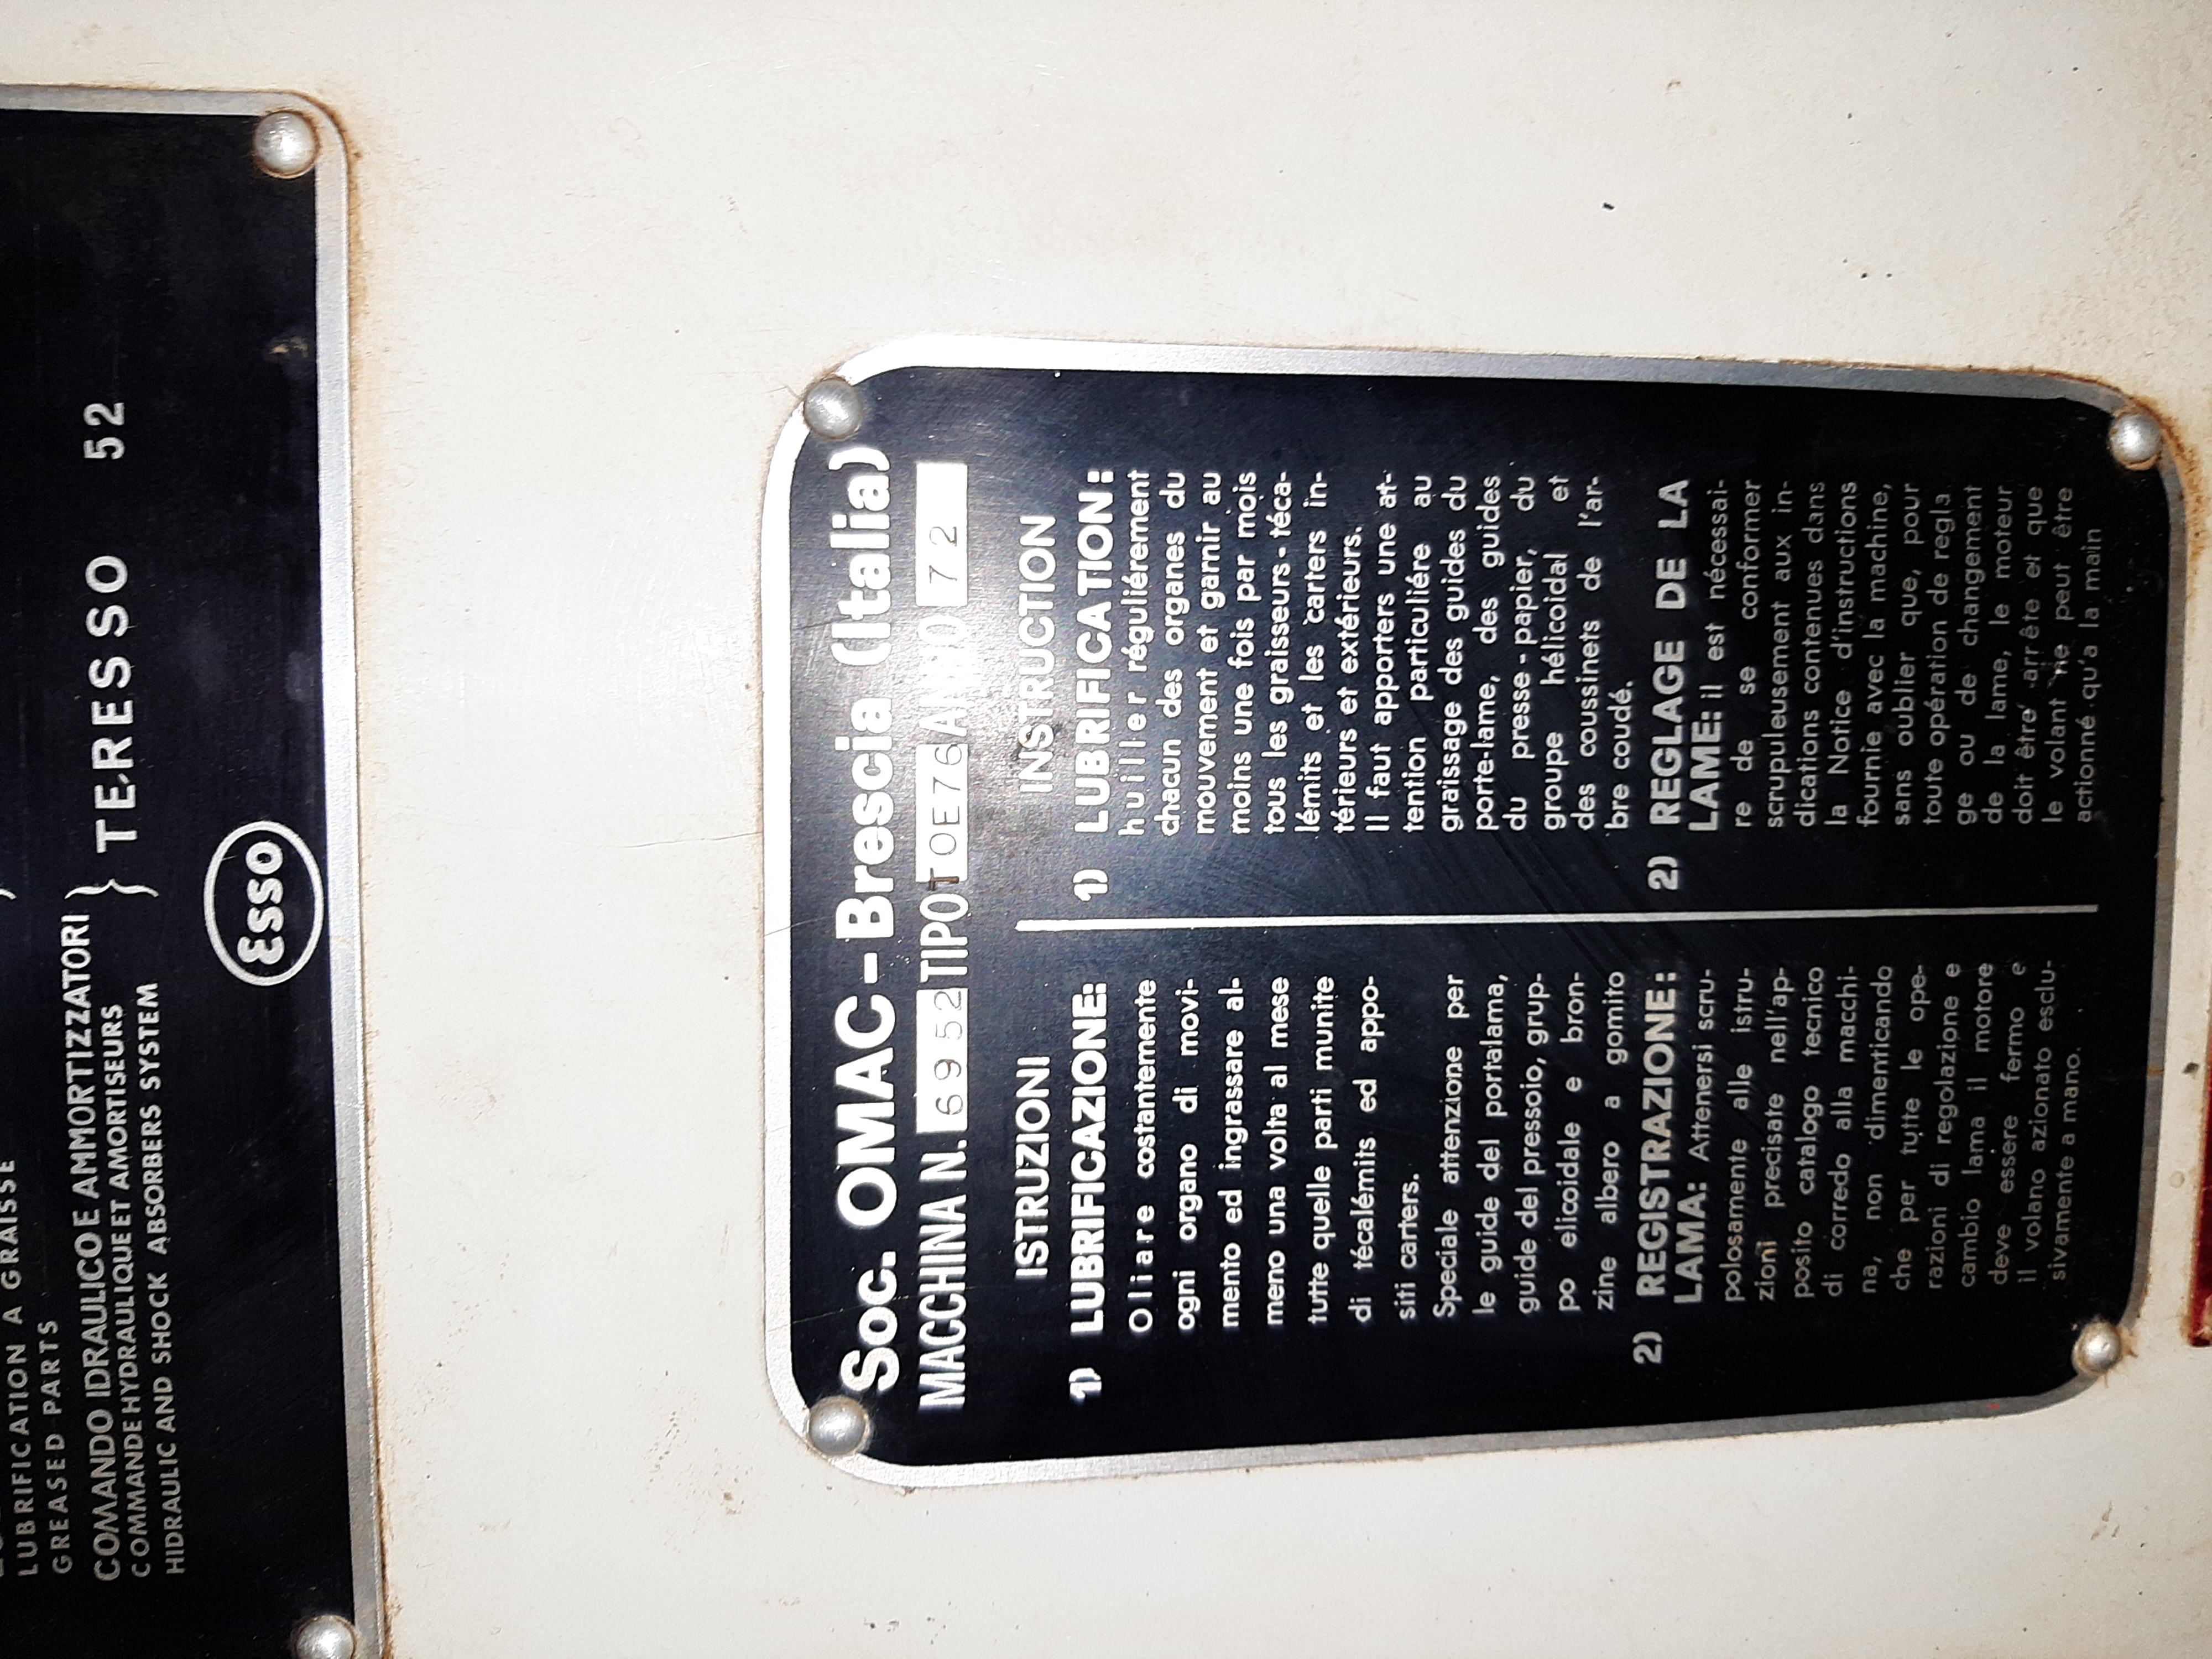 LUBRIFICATION A GRAISSE
GREASED PARTS
COMANDO IDRAULICO E AMMORTIZZATORI
COMMANDE HYDRAULIQUE ET AMORTISEURS
HIDRAULIC AND SHOCK ABSORBERS SYSTEM
} TERESSO 52
Esso
Soc. OMAC - Brescia (Italia)
MACCHINA N. 6952 TIPO TOE76 ANNO 72
ISTRUZIONI
1) LUBRIFICAZIONE:
Oliare costantemente
ogni organo di movi-
mento ed ingrassare al-
meno una volta al mese
tutte quelle parti munite
di técalémits ed appo-
siti carters.
Speciale attenzione per
le guide del portalama,
guide del pressoio, grup-
po elicoidale e bron-
zine albero a gomito
2) REGISTRAZIONE:
LAMA: Attenersi scru-
polosamente alle istru-
zioni precisate nell'ap-
posito catalogo tecnico
di corredo alla macchi-
na, non dimenticando
che per tutte le ope-
razioni di regolazione e
cambio lama il motore
deve essere fermo e
il volano azionato esclu-
sivamente a mano.
INSTRUCTION
1) LUBRIFICATION:
huiller réguliérement
chacun des organes du
mouvement et garnir au
moins une fois par mois
tous les graisseurs-téca-
lémits et les carters in-
térieurs et extérieurs.
Il faut apporters une at-
tention particuliére au
graissage des guides du
porte-lame, des guides
du presse-papier, du
groupe hélicoidal et
des coussinets de l'ar-
bre coudé.
2) REGLAGE DE LA
LAME: il est nécessai-
re de se conformer
scrupuleusement aux in-
dications contenues dans
la Notice d'instructions
fournie avec la machine,
sans oublier que, pour
toute opération de regla
ge ou de changement
de la lame, le moteur
doit être arrête et que
le volant ne peut être
actionné qu'a la main